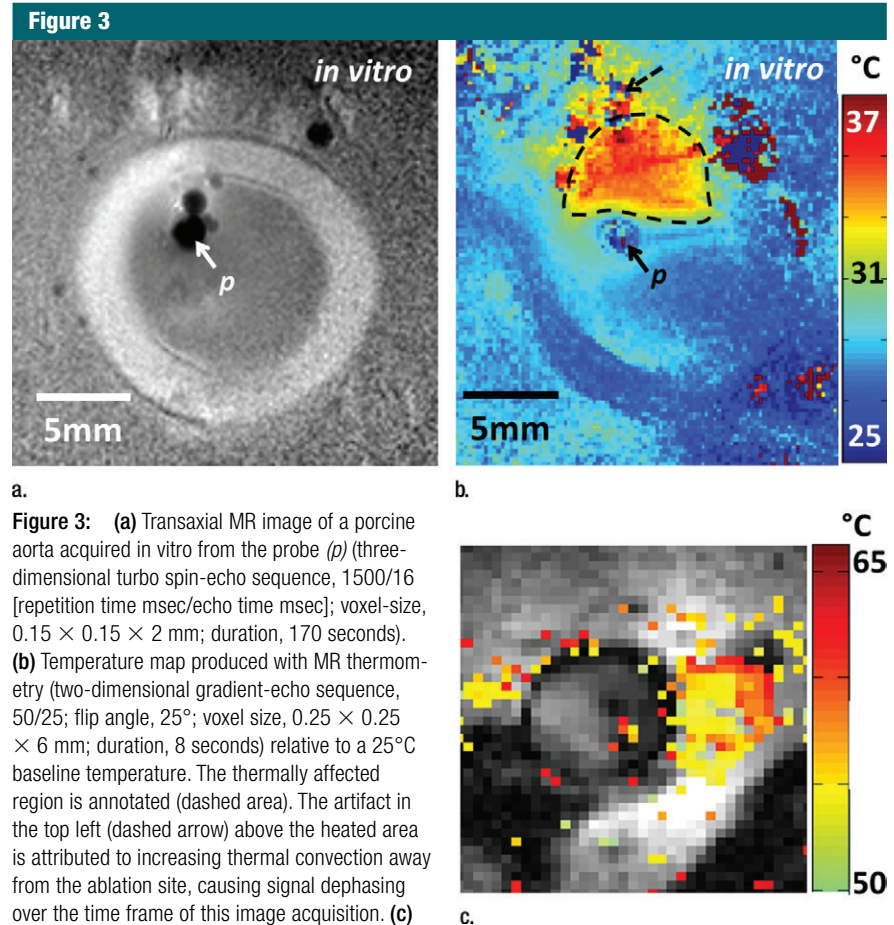 Figure 3
in vitro
p
5mm
in vitro
°C
37
31
25
p
5mm
a.
b.
Figure 3: (a) Transaxial MR image of a porcine
aorta acquired in vitro from the probe (p) (three-
dimensional turbo spin-echo sequence, 1500/16
[repetition time msec/echo time msec]; voxel-size,
0.15 × 0.15 × 2 mm; duration, 170 seconds).
(b) Temperature map produced with MR thermom-
etry (two-dimensional gradient-echo sequence,
50/25; flip angle, 25°; voxel size, 0.25 × 0.25
× 6 mm; duration, 8 seconds) relative to a 25°C
baseline temperature. The thermally affected
region is annotated (dashed area). The artifact in
the top left (dashed arrow) above the heated area
is attributed to increasing thermal convection away
from the ablation site, causing signal dephasing
over the time frame of this image acquisition. (c)
°C
65
50
c.